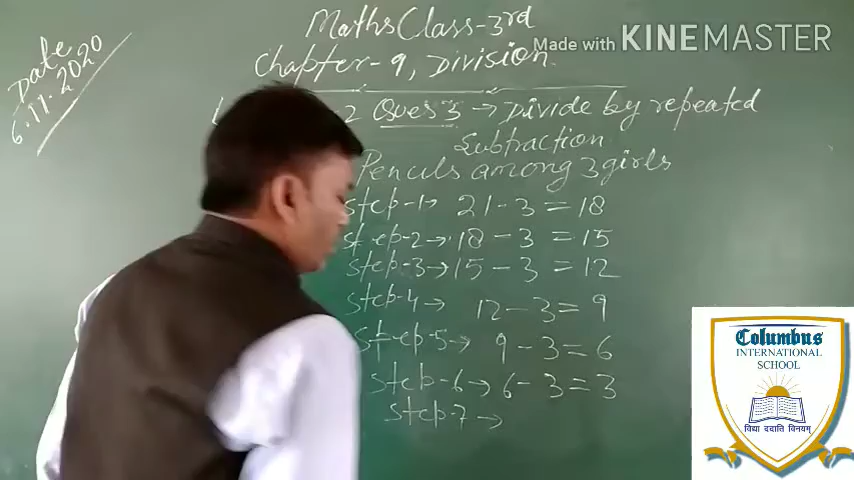 Date
6.11.2020
Maths Class-3rd
Made with KINEMASTER
Chapter-9, Division.
2 Ques 3 → Divide by repeated
Subtraction
Pencils among 3 girls
Step-1→ 21-3=18
Step-2→ 18-3=15
Step-3→ 15-3=12
Step-4→ 12-3=9
Step-5→ 9-3=6
Step-6→ 6-3=3
Step-7→
Columbus
INTERNATIONAL
SCHOOL
विद्या ददाति विनयम्